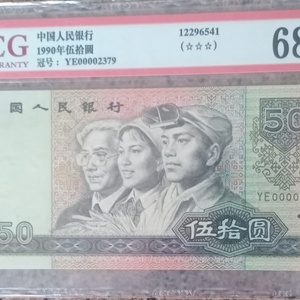 CG
RRANTY
中国人民银行
1990年伍拾圆
冠号：YE00002379
12296541
(☆☆☆)
68
国人民银行
50
YE0000
伍拾圆
50